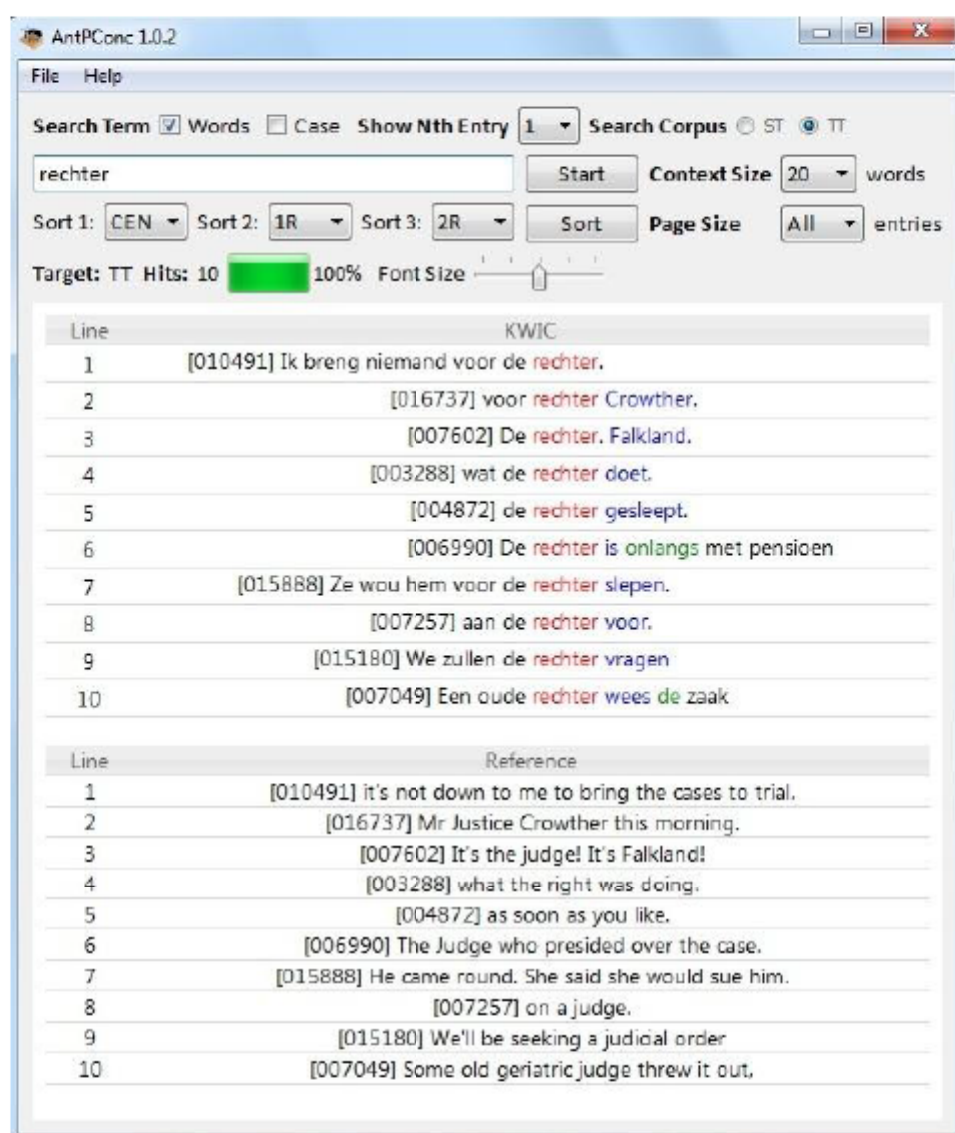 AntPConc 1.0.2
File Help
Search Term Words Case Show Nth Entry 1 Search Corpus ST TT
rechter Start Context Size 20 words
Sort 1: CEN Sort 2: 1R Sort 3: 2R Sort Page Size All entries
Target: TT Hits: 10 100% Font Size
Line KWIC
1 [010491] Ik breng niemand voor de rechter.
2 [016737] voor rechter Crowther.
3 [007602] De rechter. Falkland.
4 [003288] wat de rechter doet.
5 [004872] de rechter gesleept.
6 [006990] De rechter is onlangs met pensioen
7 [015888] Ze wou hem voor de rechter slepen.
8 [007257] aan de rechter voor.
9 [015180] We zullen de rechter vragen
10 [007049] Een oude rechter wees de zaak
Line Reference
1 [010491] it's not down to me to bring the cases to trial.
2 [016737] Mr Justice Crowther this morning.
3 [007602] It's the judge! It's Falkland!
4 [003288] what the right was doing.
5 [004872] as soon as you like.
6 [006990] The Judge who presided over the case.
7 [015888] He came round. She said she would sue him.
8 [007257] on a judge.
9 [015180] We'll be seeking a judicial order
10 [007049] Some old geriatric judge threw it out,